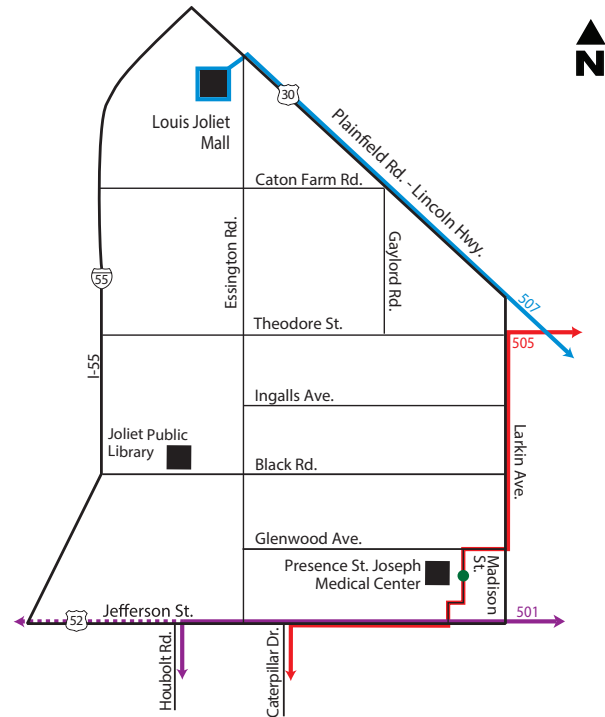 N
30
Louis Joliet
Mall
Plainfield Rd. - Lincoln Hwy.
Caton Farm Rd.
Essington Rd.
Gaylord Rd.
55
507
Theodore St.
505
I-55
Ingalls Ave.
Larkin Ave.
Joliet Public
Library
Black Rd.
Glenwood Ave.
Presence St. Joseph
Medical Center
Madison
St.
Jefferson St.
52
501
Houbolt Rd.
Caterpillar Dr.